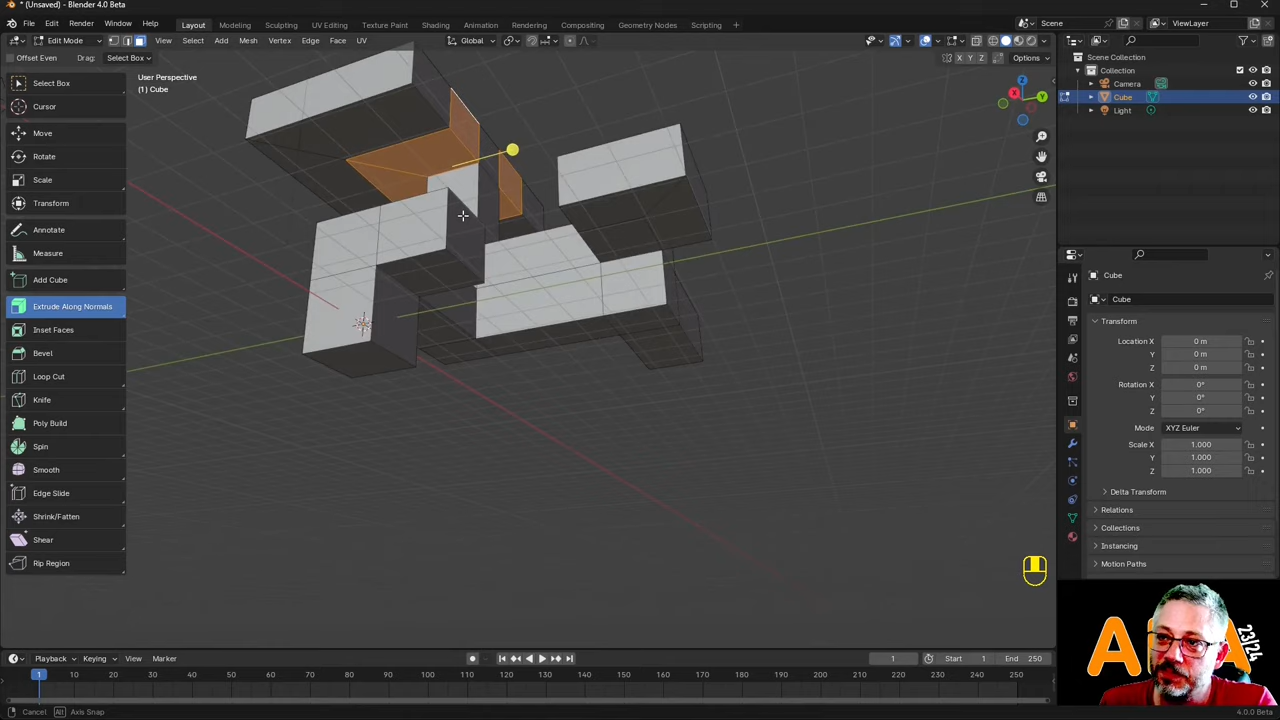 * (Unsaved) - Blender 4.0 Beta
File Edit Render Window Help Layout Modeling Sculpting UV Editing Texture Paint Shading Animation Rendering Compositing Geometry Nodes Scripting + Scene ViewLayer
Edit Mode View Select Add Mesh Vertex Edge Face UV Global
Offset Even Drag: Select Box X Y Z Options
User Perspective
(1) Cube
Select Box
Cursor
Move
Rotate
Scale
Transform
Annotate
Measure
Add Cube
Extrude Along Normals
Inset Faces
Bevel
Loop Cut
Knife
Poly Build
Spin
Smooth
Edge Slide
Shrink/Fatten
Shear
Rip Region
Z
X
Y
Scene Collection
Collection
Camera
Cube
Light
Cube
Cube
Transform
Location X 0 m
Y 0 m
Z 0 m
Rotation X 0°
Y 0°
Z 0°
Mode XYZ Euler
Scale X 1.000
Y 1.000
Z 1.000
Delta Transform
Relations
Collections
Instancing
Motion Paths
23/24
Playback Keying View Marker 1 Start 1 End 250
1 10 20 30 40 50 60 70 80 90 100 110 120 130 140 150 160 170 180 190 200 210 220 230 240 250
Cancel Alt Axis Snap 4.0.0 Beta